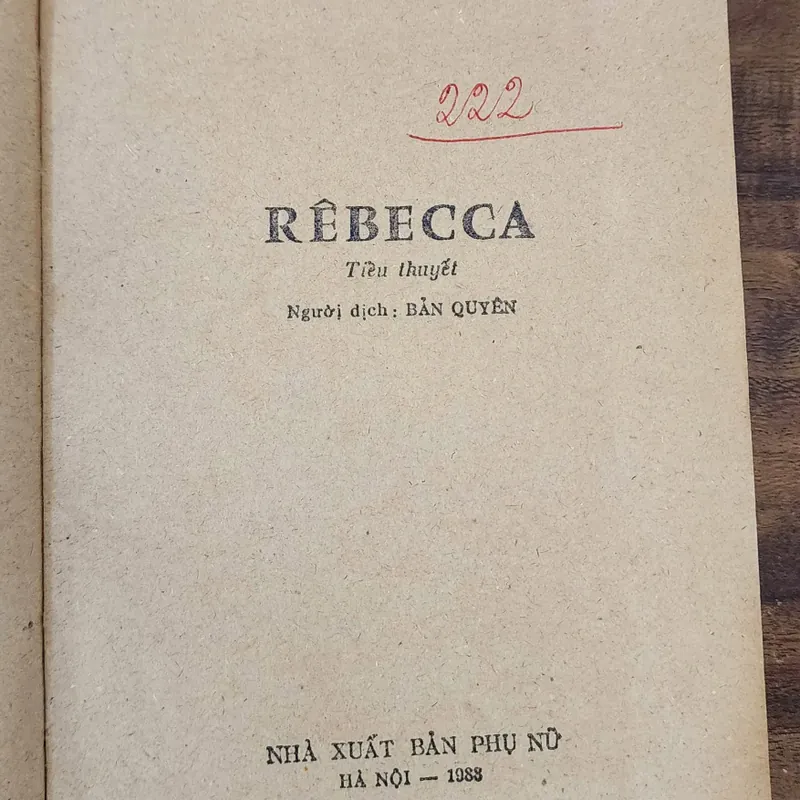 222
RÊBECCA
Tiểu thuyết
Người dịch: BẢN QUYÊN
NHÀ XUẤT BẢN PHỤ NỮ
HÀ NỘI — 1988